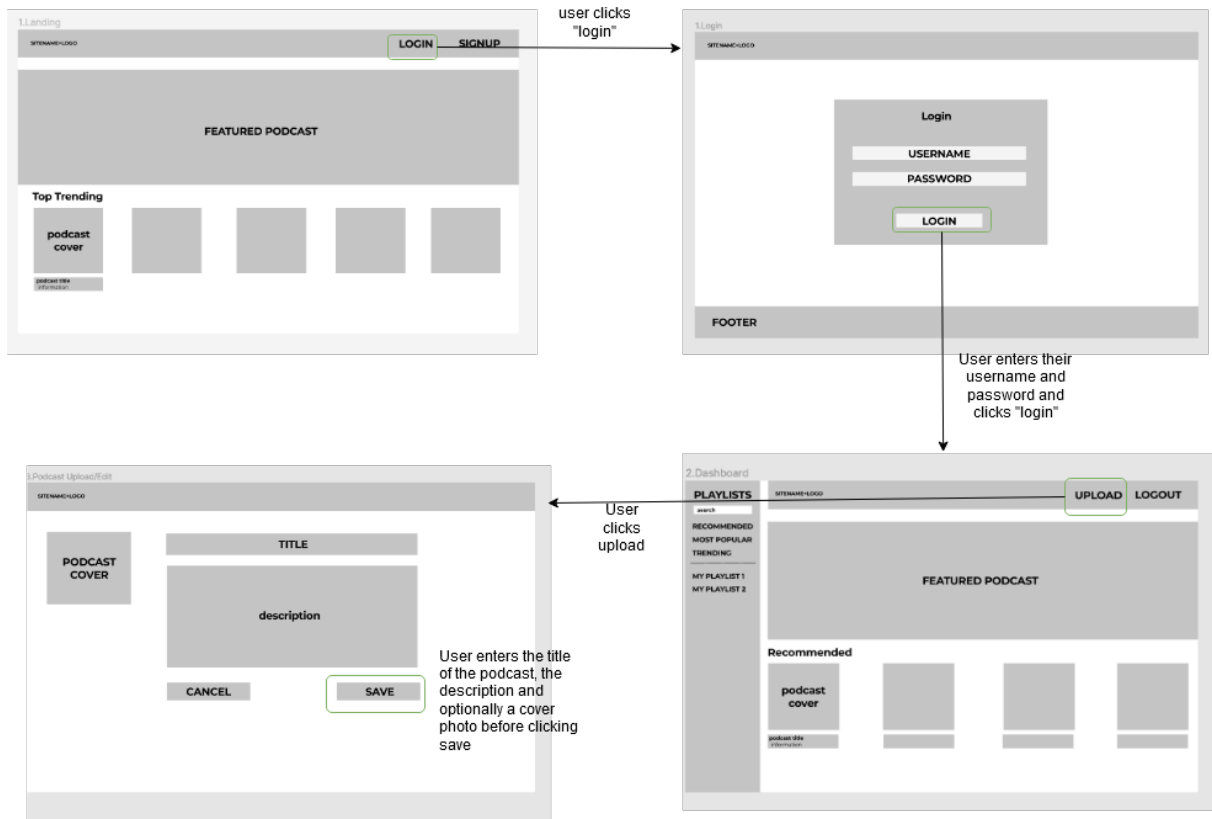 1.Landing
SITENAME+LOGO
LOGIN
SIGNUP
FEATURED PODCAST
Top Trending
podcast
cover
podcast title
information
user clicks
"login"
1.Login
SITENAME+LOGO
Login
USERNAME
PASSWORD
LOGIN
FOOTER
User enters their
username and
password and
clicks "login"
2.Dashboard
PLAYLISTS
search
RECOMMENDED
MOST POPULAR
TRENDING
MY PLAYLIST 1
MY PLAYLIST 2
SITENAME+LOGO
UPLOAD
LOGOUT
FEATURED PODCAST
Recommended
podcast
cover
podcast title
information
User
clicks
upload
3.Podcast Upload/Edit
SITENAME+LOGO
PODCAST
COVER
TITLE
description
CANCEL
SAVE
User enters the title
of the podcast, the
description and
optionally a cover
photo before clicking
save